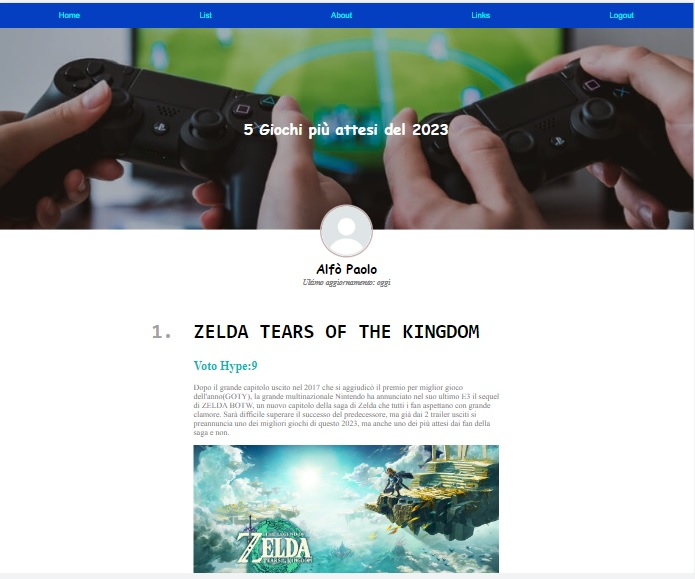 Home List About Links Logout
5 Giochi più attesi del 2023
Alfò Paolo
Ultimo aggiornamento: oggi
1. ZELDA TEARS OF THE KINGDOM
Voto Hype:9
Dopo il grande capitolo uscito nel 2017 che si aggiudicò il premio per miglior gioco
dell'anno(GOTY), la grande multinazionale Nintendo ha annunciato nel suo ultimo E3 il sequel
di ZELDA BOTW, un nuovo capitolo della saga di Zelda che tutti i fan aspettano con grande
clamore. Sarà difficile superare il successo del predecessore, ma già dai 2 trailer usciti si
preannuncia uno dei migliori giochi di questo 2023, ma anche uno dei più attesi dai fan della
saga e non.
THE LEGEND OF
ZELDA
TEARS OF THE KINGDOM